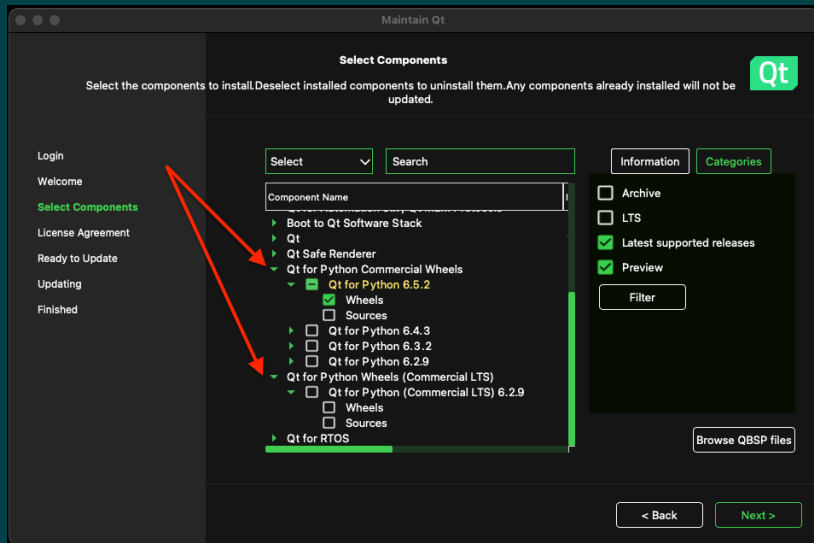 Maintain Qt
Select Components
Select the components to install.Deselect installed components to uninstall them.Any components already installed will not be
updated.
Qt
Login
Welcome
Select Components
License Agreement
Ready to Update
Updating
Finished
Select
Search
Component Name
Boot to Qt Software Stack
Qt
Qt Safe Renderer
Qt for Python Commercial Wheels
Qt for Python 6.5.2
Wheels
Sources
Qt for Python 6.4.3
Qt for Python 6.3.2
Qt for Python 6.2.9
Qt for Python Wheels (Commercial LTS)
Qt for Python (Commercial LTS) 6.2.9
Wheels
Sources
Qt for RTOS
Information
Categories
Archive
LTS
Latest supported releases
Preview
Filter
Browse QBSP files
< Back
Next >